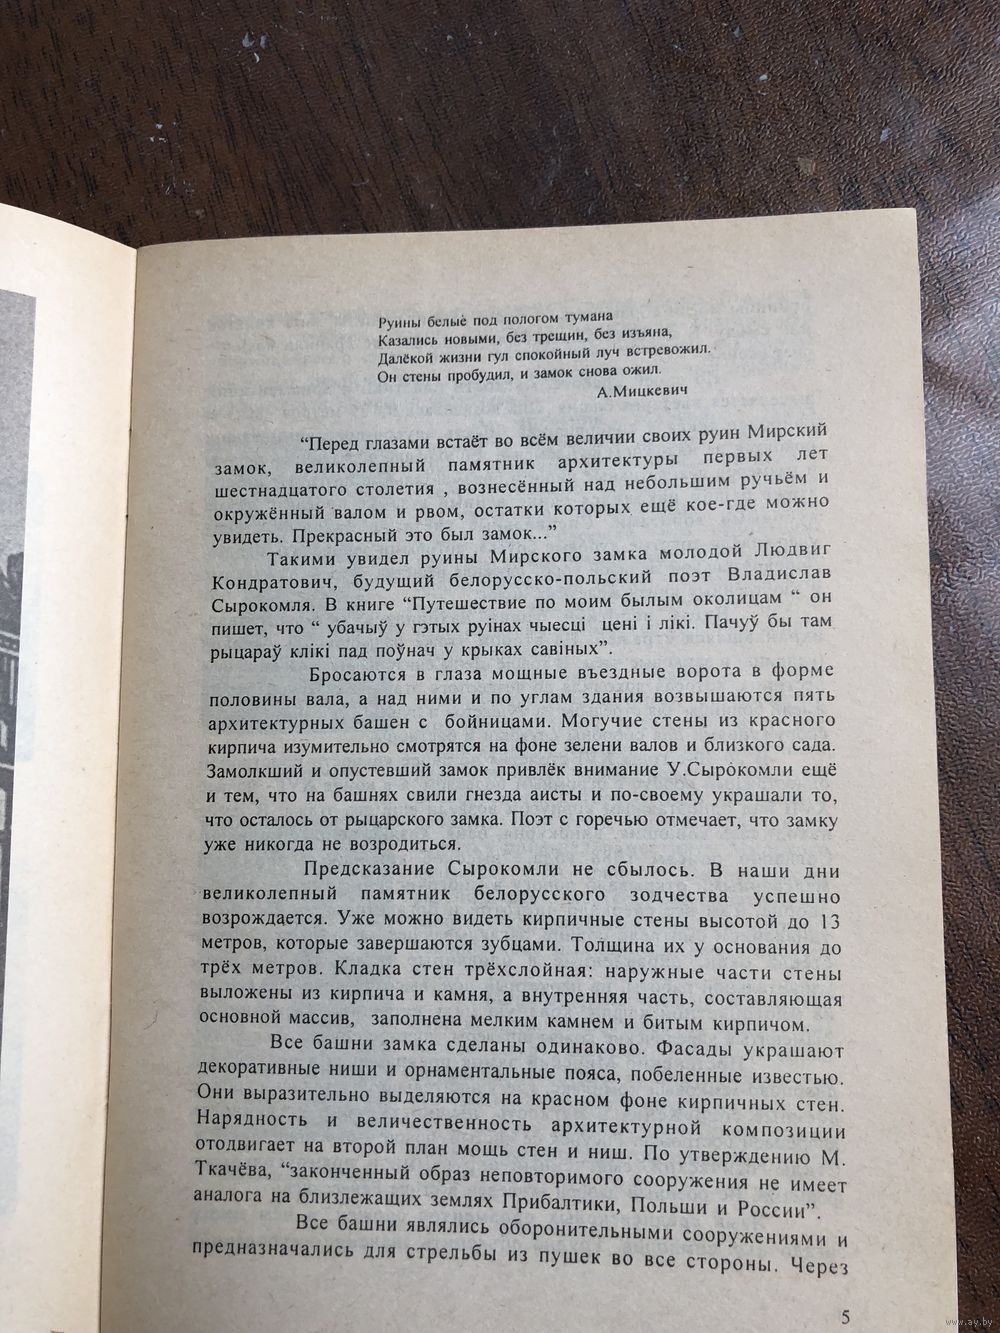 Руины белые под пологом тумана
Казались новыми, без трещин, без изъяна,
Далёкой жизни гул спокойный луч встревожил.
Он стены пробудил, и замок снова ожил.
А.Мицкевич
“Перед глазами встаёт во всём величии своих руин Мирский
замок, великолепный памятник архитектуры первых лет
шестнадцатого столетия , вознесённый над небольшим ручьём и
окружённый валом и рвом, остатки которых ещё кое-где можно
увидеть. Прекрасный это был замок...”
Такими увидел руины Мирского замка молодой Людвиг
Кондратович, будущий белорусско-польский поэт Владислав
Сырокомля. В книге “Путешествие по моим былым околицам “ он
пишет, что “ убачыў у гэтых руінах чыесці цені і лікі. Пачуў бы там
рыцараў клікі пад поўнач у крыках савіных”.
Бросаются в глаза мощные въездные ворота в форме
половины вала, а над ними и по углам здания возвышаются пять
архитектурных башен с бойницами. Могучие стены из красного
кирпича изумительно смотрятся на фоне зелени валов и близкого сада.
Замолкший и опустевший замок привлёк внимание У.Сырокомли ещё
и тем, что на башнях свили гнезда аисты и по-своему украшали то,
что осталось от рыцарского замка. Поэт с горечью отмечает, что замку
уже никогда не возродиться.
Предсказание Сырокомли не сбылось. В наши дни
великолепный памятник белорусского зодчества успешно
возрождается. Уже можно видеть кирпичные стены высотой до 13
метров, которые завершаются зубцами. Толщина их у основания до
трёх метров. Кладка стен трёхслойная: наружные части стены
выложены из кирпича и камня, а внутренняя часть, составляющая
основной массив, заполнена мелким камнем и битым кирпичом.
Все башни замка сделаны одинаково. Фасады украшают
декоративные ниши и орнаментальные пояса, побеленные известью.
Они выразительно выделяются на красном фоне кирпичных стен.
Нарядность и величественность архитектурной композиции
отодвигает на второй план мощь стен и ниш. По утверждению М.
Ткачёва, “законченный образ неповторимого сооружения не имеет
аналога на близлежащих землях Прибалтики, Польши и России”.
Все башни являлись оборонительными сооружениями и
предназначались для стрельбы из пушек во все стороны. Через
5
www.ay.by